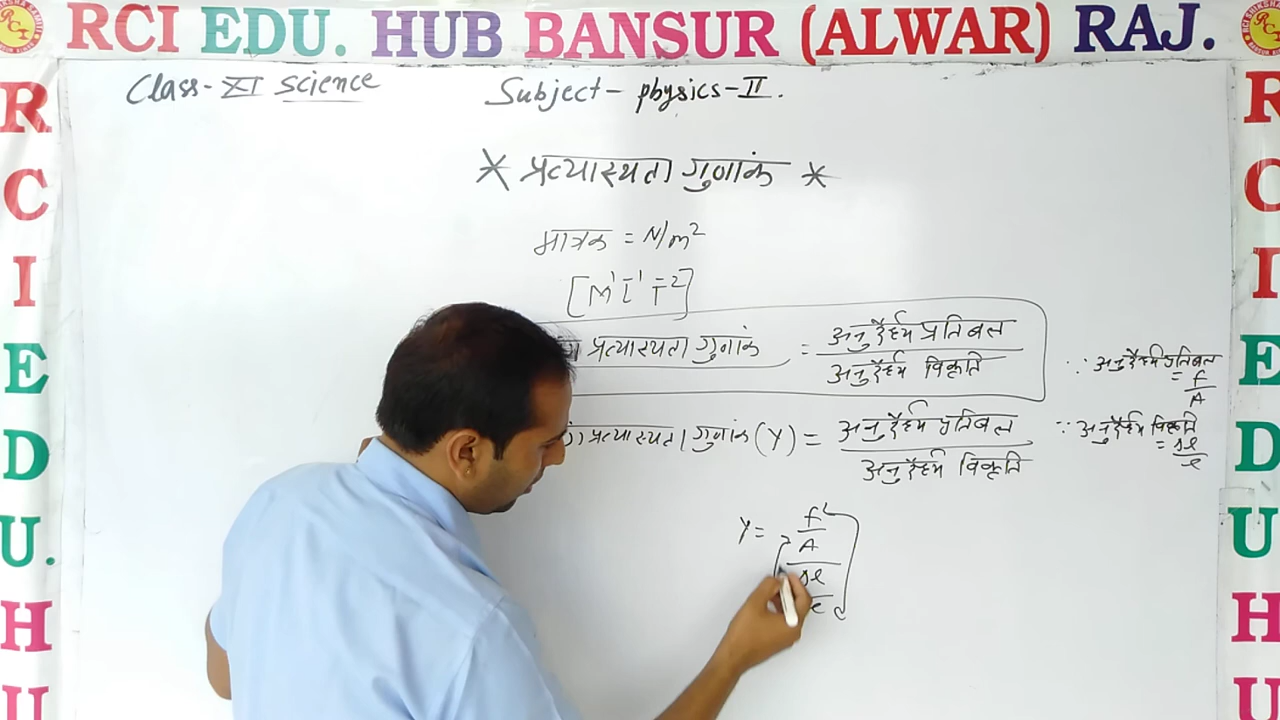 RCI EDU. HUB BANSUR (ALWAR) RAJ.
Class - XI science
Subject - physics - II.
* प्रत्यास्थता गुणांक *
मात्रक = N/m²
[M¹ L⁻¹ T⁻²]
प्रत्यास्थता गुणांक = अनुदैर्ध्य प्रतिबल / अनुदैर्ध्य विकृति
∵ अनुदैर्ध्य प्रतिबल = f/A
प्रत्यास्थता गुणांक (Y) = अनुदैर्ध्य प्रतिबल / अनुदैर्ध्य विकृति
∵ अनुदैर्ध्य विकृति = Δl/l
Y = f/A / Δl/l
R C I E D U. H U
R C I E D U H U